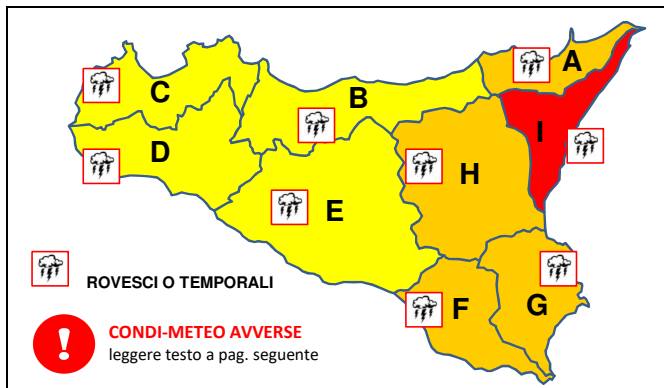 A
B
C
I
D
H
E
F
G
ROVESCI O TEMPORALI
! CONDI-METEO AVVERSE
leggere testo a pag. seguente